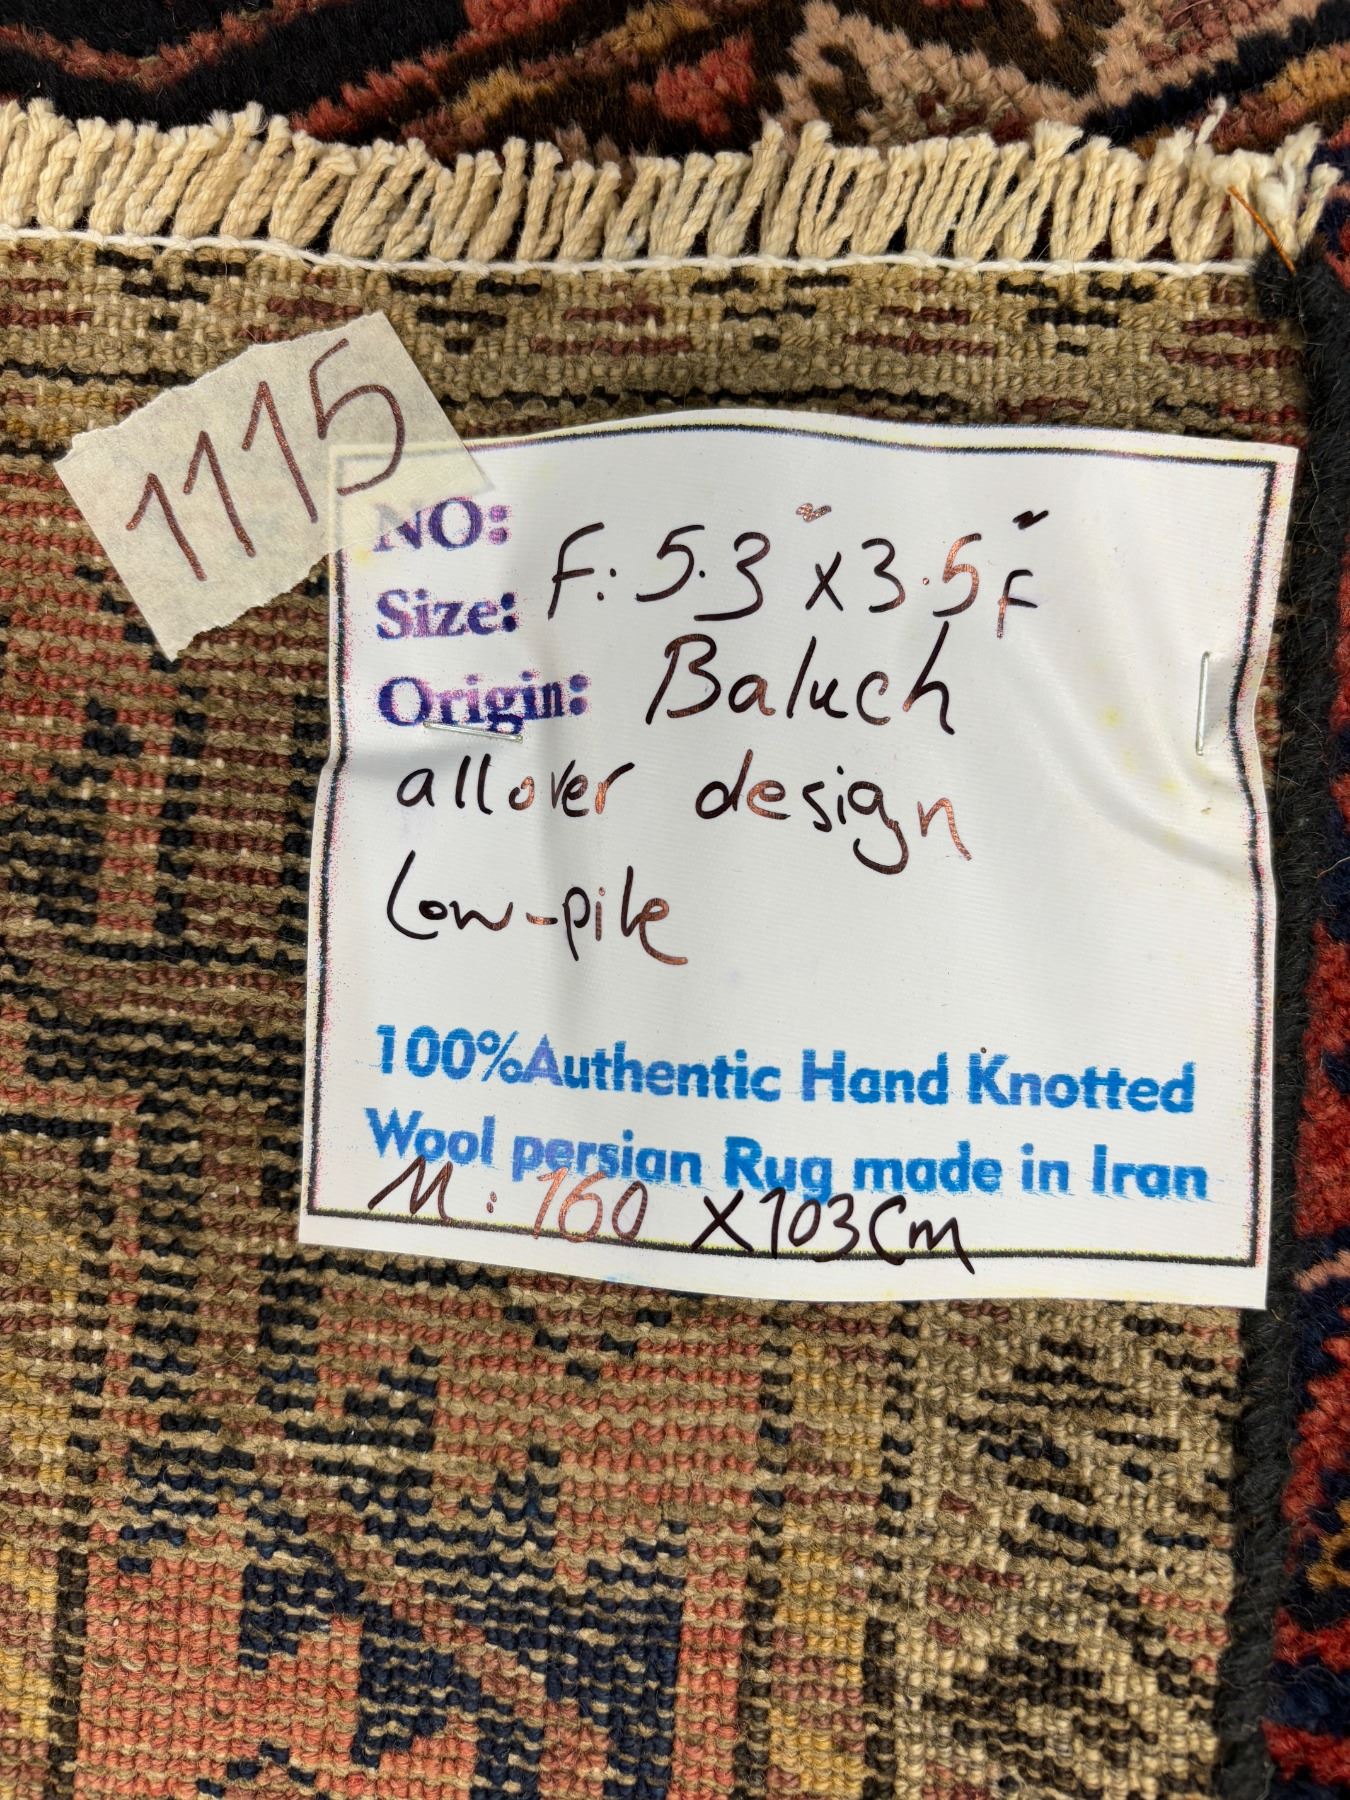 1115
NO:
Size: F: 5.3" x 3.5" F
Origin: Baluch
allover design
Low-pile
100%Authentic Hand Knotted
Wool persian Rug made in Iran
M: 160 x 103 Cm